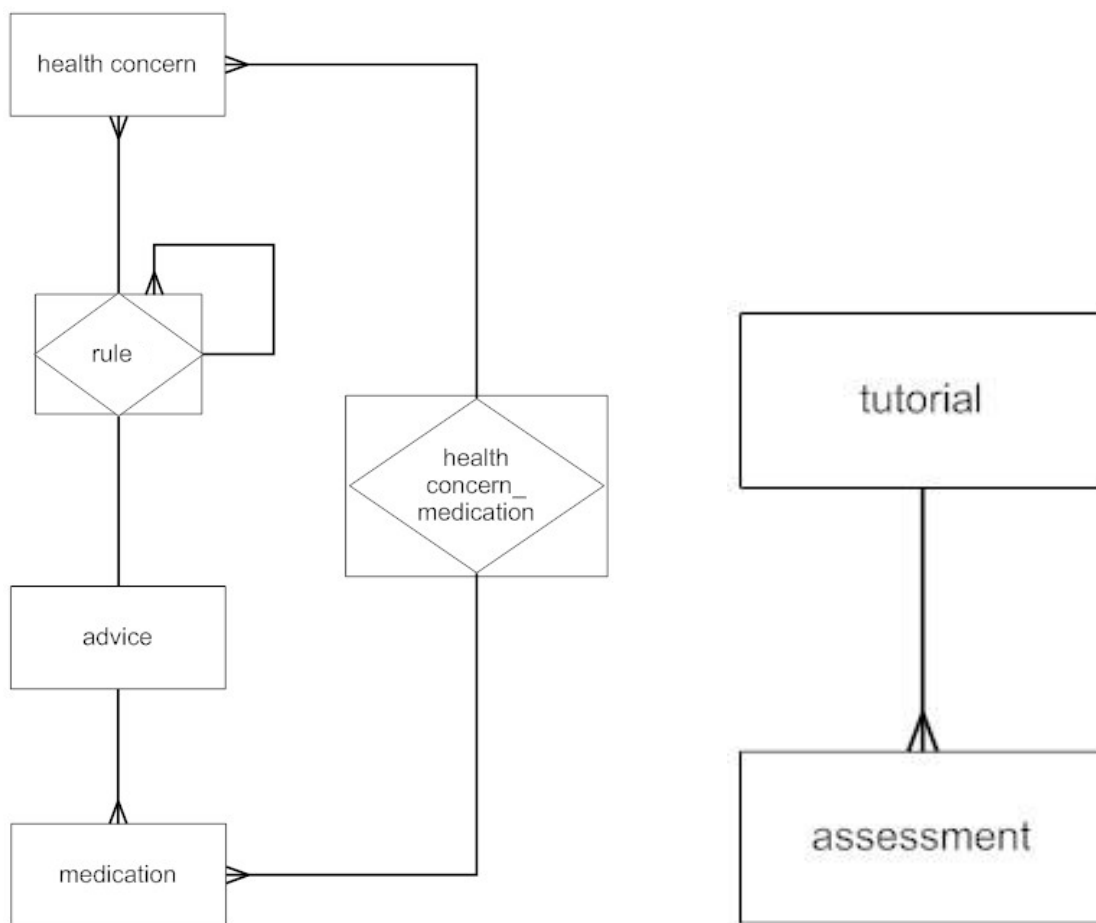 health concern
rule
health
concern_
medication
advice
medication
tutorial
assessment